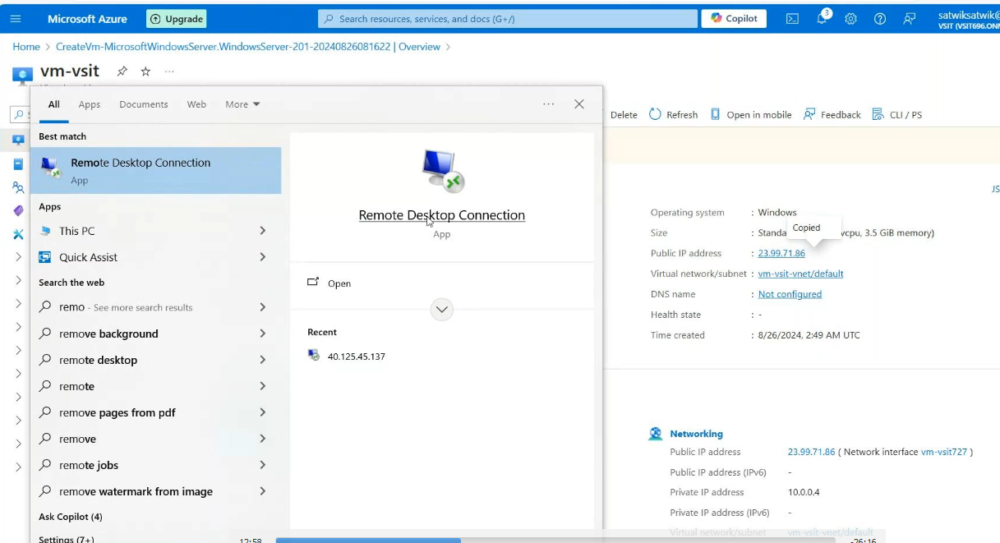 Microsoft Azure
Upgrade
Search resources, services, and docs (G+/)
Copilot
3
satwiksatwik@
VSIT (VSIT696.ONM
Home > CreateVm-MicrosoftWindowsServer.WindowsServer-201-20240826081622 | Overview >
vm-vsit
All Apps Documents Web More
Delete Refresh Open in mobile Feedback CLI / PS
Best match
Remote Desktop Connection
App
Remote Desktop Connection
App
Open
Recent
40.125.45.137
Apps
This PC
Quick Assist
Search the web
remo - See more search results
remove background
remote desktop
remote
remove pages from pdf
remove
remote jobs
remove watermark from image
Ask Copilot (4)
Settings (7+)
JS
Operating system : Windows
Copied
Size : Standa vcpu, 3.5 GiB memory)
Public IP address : 23.99.71.86
Virtual network/subnet : vm-vsit-vnet/default
DNS name : Not configured
Health state : -
Time created : 8/26/2024, 2:49 AM UTC
Networking
Public IP address 23.99.71.86 ( Network interface vm-vsit727 )
Public IP address (IPv6) -
Private IP address 10.0.0.4
Private IP address (IPv6) -
Virtual network/subnet vm-vsit-vnet/default
12:58 -26:16